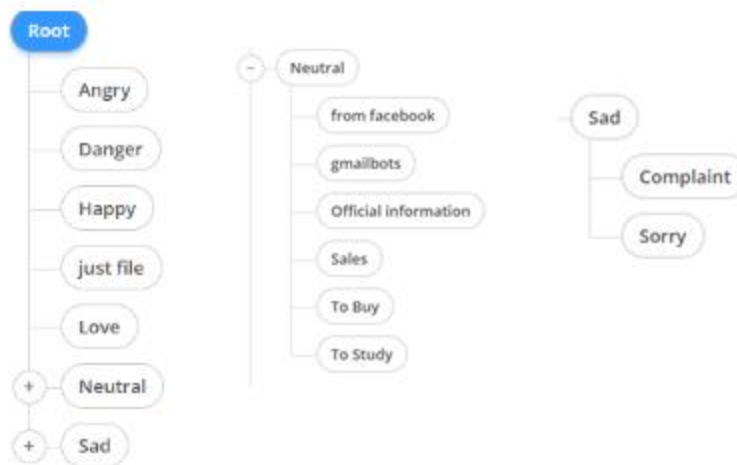 Root
Angry
Danger
Happy
just file
Love
+ Neutral
+ Sad
− Neutral
from facebook
gmailbots
Official information
Sales
To Buy
To Study
Sad
Complaint
Sorry